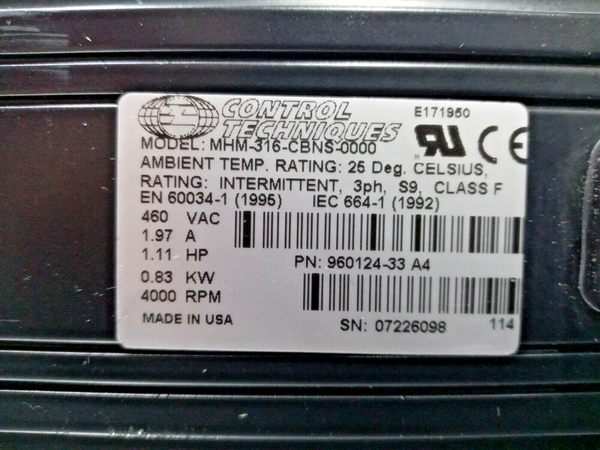 CONTROL
TECHNIQUES
E171950
MODEL: MHM-316-CBNS-0000
AMBIENT TEMP. RATING: 25 Deg. CELSIUS,
RATING: INTERMITTENT, 3ph, S9, CLASS F
EN 60034-1 (1995) IEC 664-1 (1992)
460 VAC
1.97 A
1.11 HP
PN: 960124-33 A4
0.83 KW
4000 RPM
MADE IN USA
SN: 07226098
114